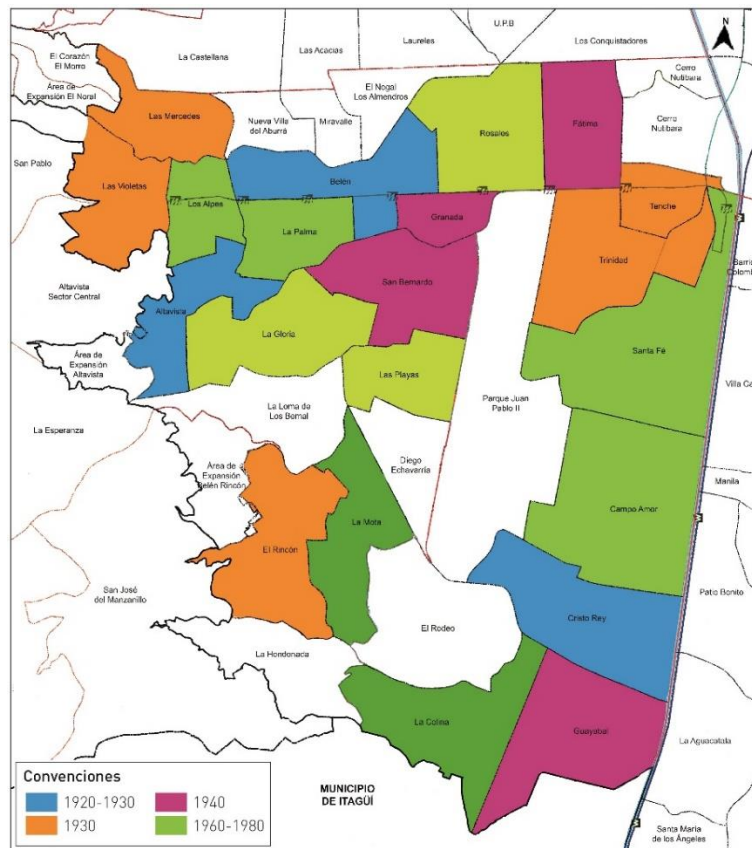 U.P.B
Laureles
Las Acacias
Los Conquistadores
La Castellana
El Corazón
El Morro
Área de
Expansión El Noral
Cerro
Nutibara
El Nogal
Los Almendros
Las Mercedes
Nueva Villa
del Aburrá
Miravalle
Rosales
Fátima
Cerro
Nutibara
San Pablo
Las Violetas
Belén
Los Alpes
Granada
Tenche
La Palma
Trinidad
San Bernardo
Altavista
Sector Central
Altavista
La Gloria
Santa Fé
Área de
Expansión
Altavista
Las Playas
Parque Juan
Pablo II
La Loma de
Los Bernal
La Esperanza
Diego
Echavarría
Área de
Expansión
Belén Rincón
Manila
La Mota
Campo Amor
El Rincón
San José
del Manzanillo
Patio Bonito
Cristo Rey
El Rodeo
La Hondonada
La Colina
Guayabal
La Aguacatala
MUNICIPIO
DE ITAGÜÍ
Santa María
de los Ángeles
Convenciones
1920-1930
1940
1930
1960-1980